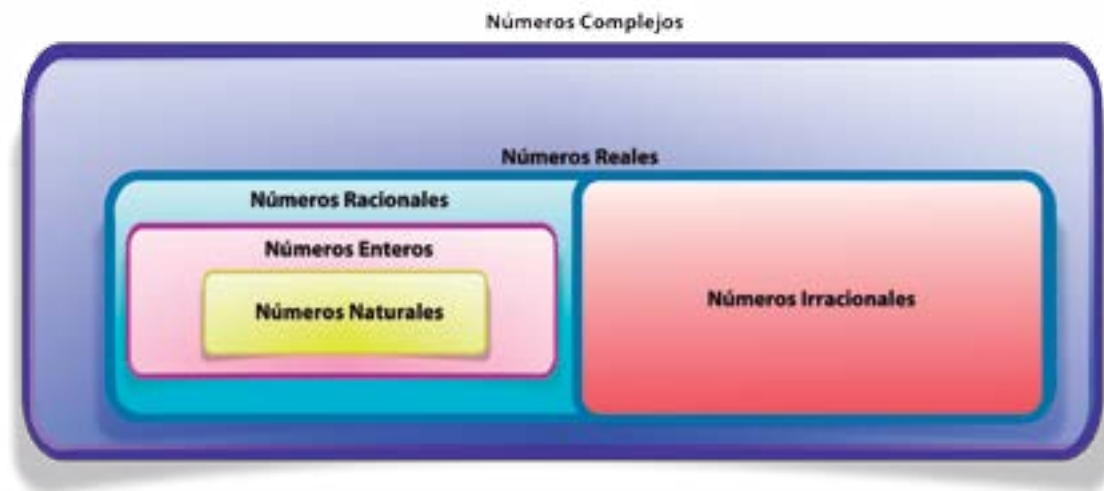 Números Complejos
Números Reales
Números Racionales
Números Enteros
Números Naturales
Números Irracionales